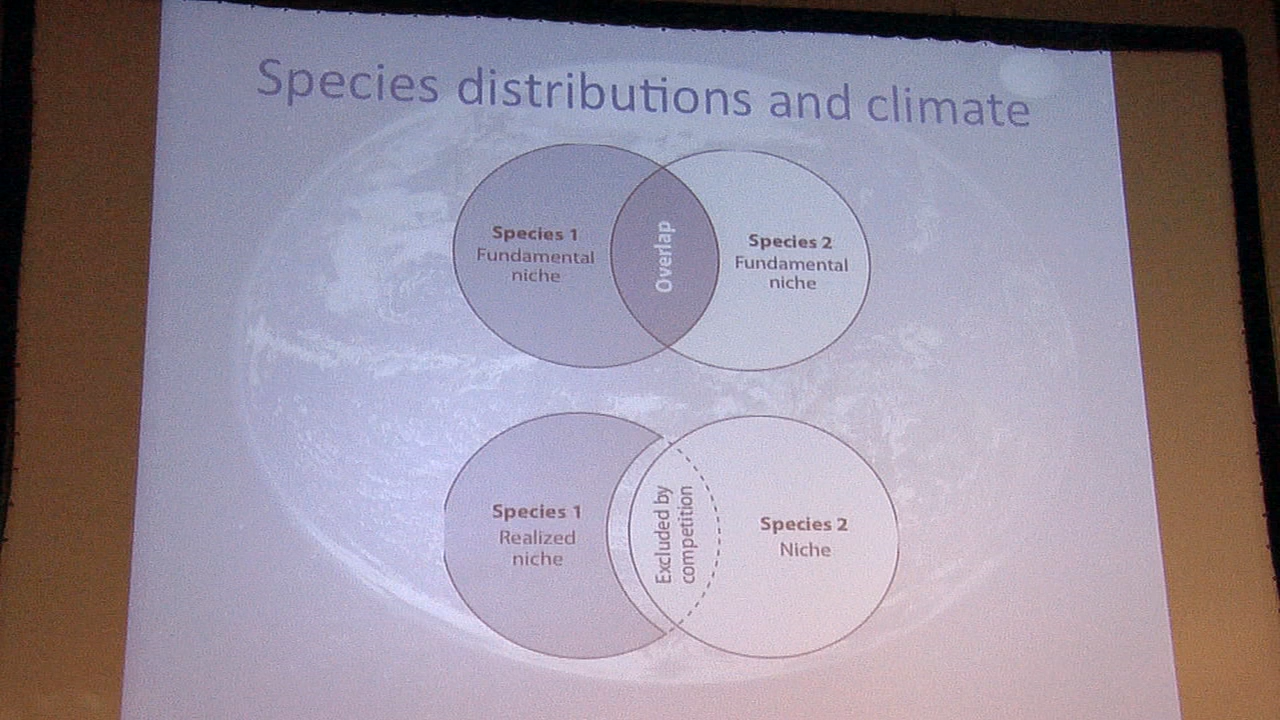 Species distributions and climate
Species 1
Fundamental
niche
Overlap
Species 2
Fundamental
niche
Species 1
Realized
niche
Excluded by
competition
Species 2
Niche